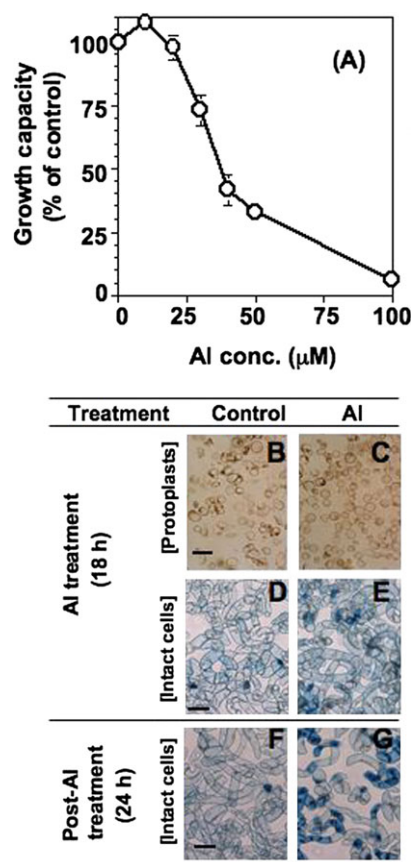 (A)
Growth capacity
(% of control)
100
75
50
25
0
0 25 50 75 100
Al conc. (μM)
Treatment Control Al
Al treatment
(18 h)
[Protoplasts]
B C
[Intact cells]
D E
Post-Al
treatment
(24 h)
[Intact cells]
F G